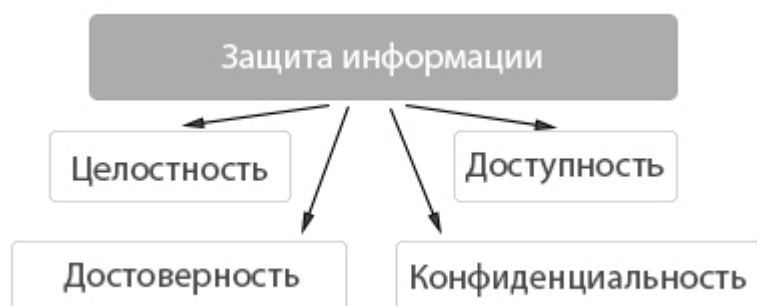 Защита информации
Целостность
Доступность
Достоверность
Конфиденциальность